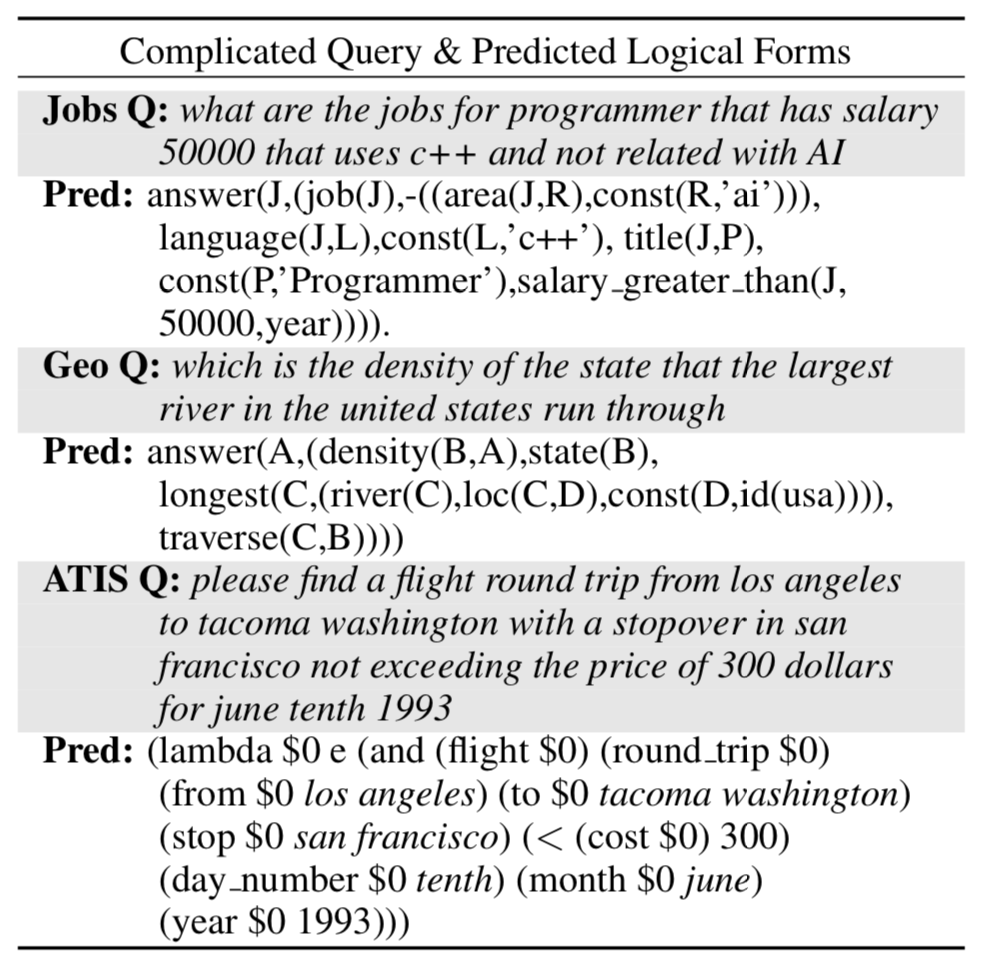 Complicated Query & Predicted Logical Forms
Jobs Q: what are the jobs for programmer that has salary
50000 that uses c++ and not related with AI
Pred: answer(J,(job(J),-((area(J,R),const(R,’ai’))),
language(J,L),const(L,’c++’), title(J,P),
const(P,’Programmer’),salary_greater_than(J,
50000,year)))).
Geo Q: which is the density of the state that the largest
river in the united states run through
Pred: answer(A,(density(B,A),state(B),
longest(C,(river(C),loc(C,D),const(D,id(usa)))),
traverse(C,B))))
ATIS Q: please find a flight round trip from los angeles
to tacoma washington with a stopover in san
francisco not exceeding the price of 300 dollars
for june tenth 1993
Pred: (lambda $0 e (and (flight $0) (round_trip $0)
(from $0 los angeles) (to $0 tacoma washington)
(stop $0 san francisco) (< (cost $0) 300)
(day_number $0 tenth) (month $0 june)
(year $0 1993)))